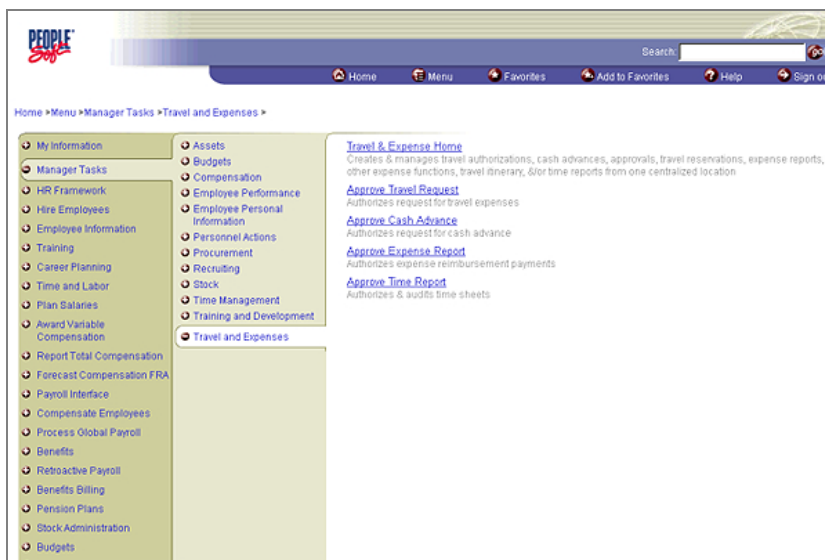 PEOPLE
Soft
Search:
go
Home
Menu
Favorites
Add to Favorites
Help
Sign
Home >Menu >Manager Tasks >Travel and Expenses >
My Information
Manager Tasks
HR Framework
Hire Employees
Employee Information
Training
Career Planning
Time and Labor
Plan Salaries
Award Variable
Compensation
Report Total Compensation
Forecast Compensation FRA
Payroll Interface
Compensate Employees
Process Global Payroll
Benefits
Retroactive Payroll
Benefits Billing
Pension Plans
Stock Administration
Budgets
Assets
Budgets
Compensation
Employee Performance
Employee Personal
Information
Personnel Actions
Procurement
Recruiting
Stock
Time Management
Training and Development
Travel and Expenses
Travel & Expense Home
Creates & manages travel authorizations, cash advances, approvals, travel reservations, expense reports,
other expense functions, travel itinerary, &/or time reports from one centralized location
Approve Travel Request
Authorizes request for travel expenses
Approve Cash Advance
Authorizes request for cash advance
Approve Expense Report
Authorizes expense reimbursement payments
Approve Time Report
Authorizes & audits time sheets